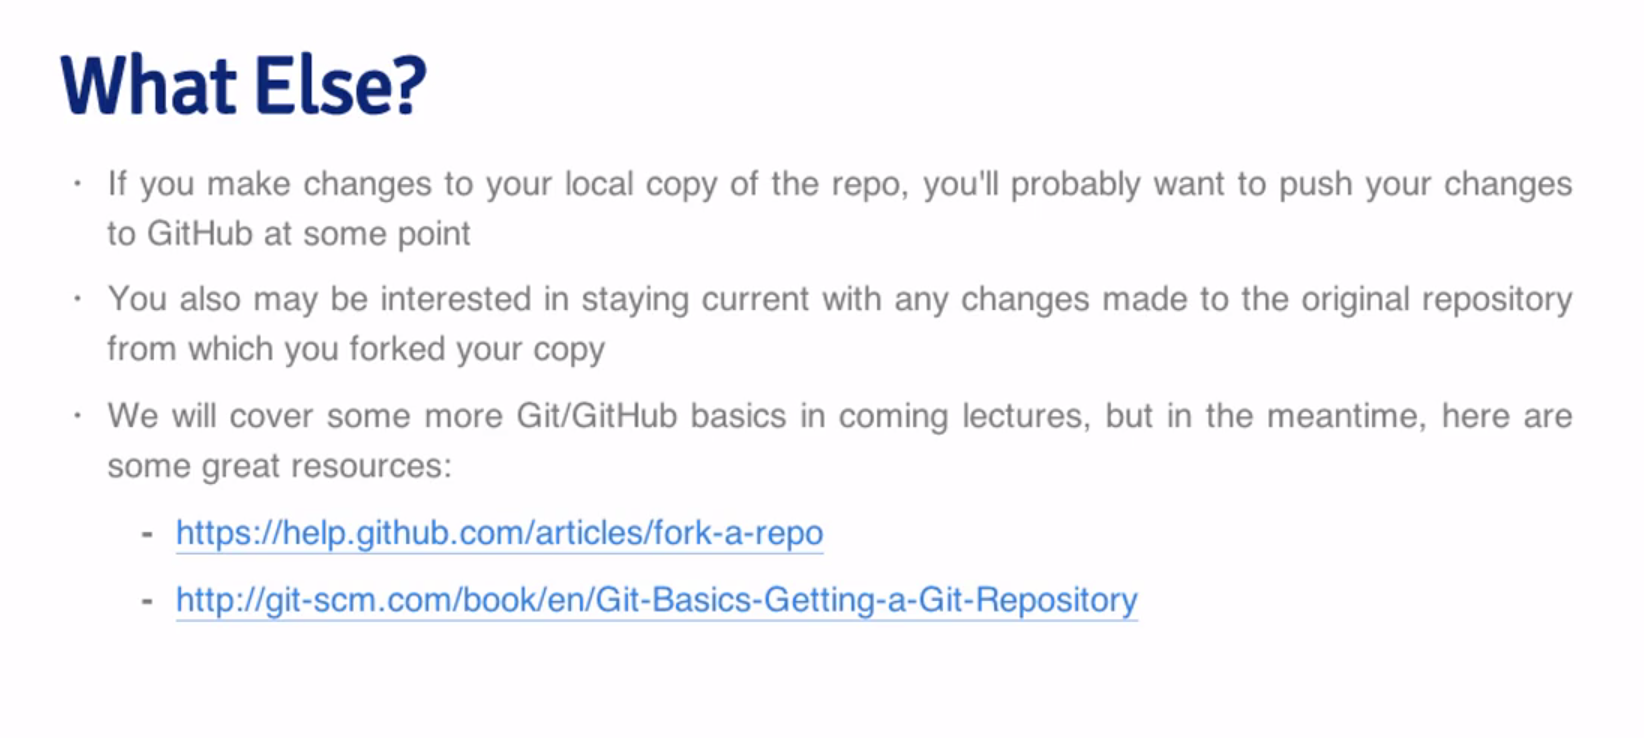 What Else?
· If you make changes to your local copy of the repo, you'll probably want to push your changes
to GitHub at some point
· You also may be interested in staying current with any changes made to the original repository
from which you forked your copy
· We will cover some more Git/GitHub basics in coming lectures, but in the meantime, here are
some great resources:
- https://help.github.com/articles/fork-a-repo
- http://git-scm.com/book/en/Git-Basics-Getting-a-Git-Repository